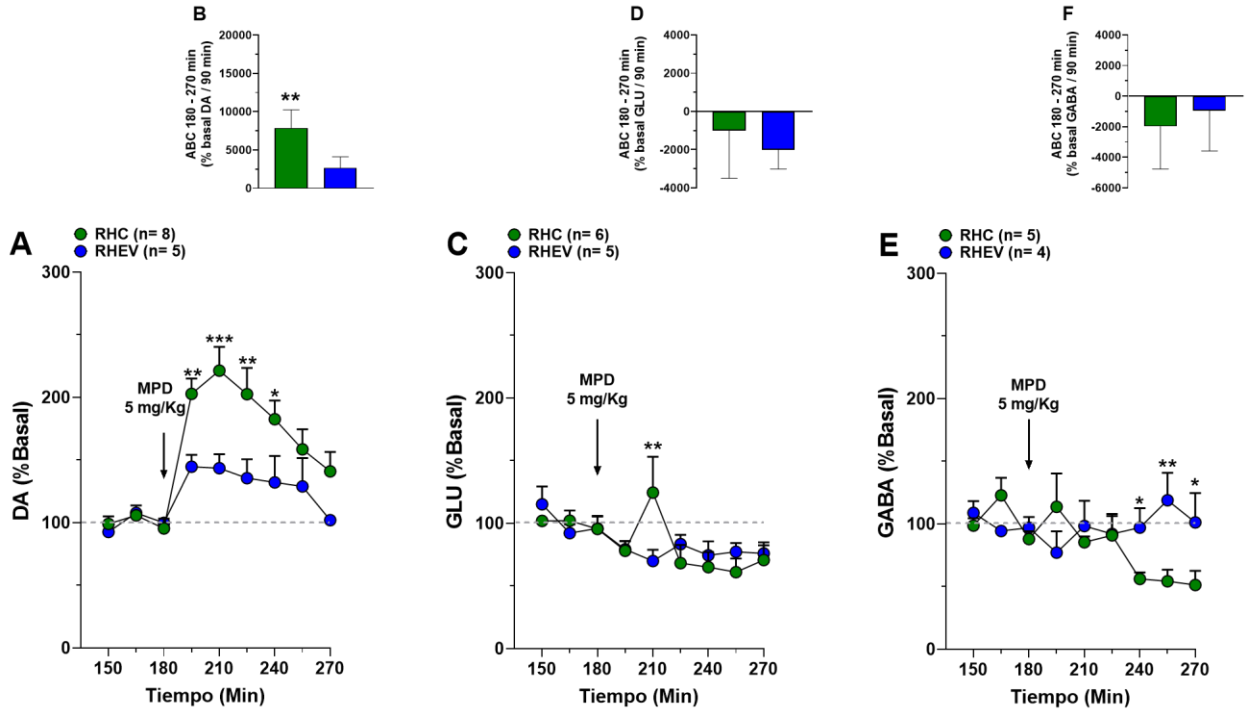 B
ABC 180 - 270 min
(% basal DA / 90 min)
20000
15000
10000
5000
0
**
D
ABC 180 - 270 min
(% basal GLU / 90 min)
4000
2000
0
-2000
-4000
F
ABC 180 - 270 min
(% basal GABA / 90 min)
4000
2000
0
-2000
-4000
-6000
A
RHC (n= 8)
RHEV (n= 5)
DA (%Basal)
300
200
100
0
MPD
5 mg/Kg
**
***
**
*
150
180
210
240
270
Tiempo (Min)
C
RHC (n= 6)
RHEV (n= 5)
GLU (%Basal)
300
200
100
0
MPD
5 mg/Kg
**
150
180
210
240
270
Tiempo (Min)
E
RHC (n= 5)
RHEV (n= 4)
GABA (%Basal)
300
200
100
0
MPD
5 mg/Kg
*
**
*
150
180
210
240
270
Tiempo (Min)